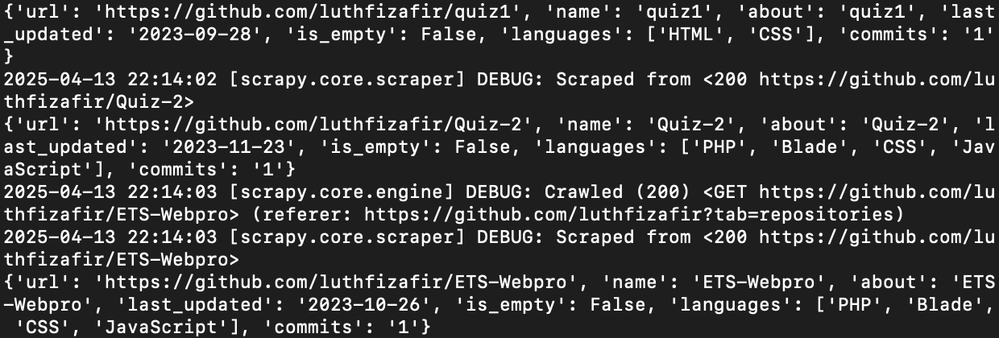 {'url': 'https://github.com/luthfizafir/quiz1', 'name': 'quiz1', 'about': 'quiz1', 'last
_updated': '2023-09-28', 'is_empty': False, 'languages': ['HTML', 'CSS'], 'commits': '1'
}
2025-04-13 22:14:02 [scrapy.core.scraper] DEBUG: Scraped from <200 https://github.com/lu
thfizafir/Quiz-2>
{'url': 'https://github.com/luthfizafir/Quiz-2', 'name': 'Quiz-2', 'about': 'Quiz-2', 'l
ast_updated': '2023-11-23', 'is_empty': False, 'languages': ['PHP', 'Blade', 'CSS', 'Jav
aScript'], 'commits': '1'}
2025-04-13 22:14:03 [scrapy.core.engine] DEBUG: Crawled (200) <GET https://github.com/lu
thfizafir/ETS-Webpro> (referer: https://github.com/luthfizafir?tab=repositories)
2025-04-13 22:14:03 [scrapy.core.scraper] DEBUG: Scraped from <200 https://github.com/lu
thfizafir/ETS-Webpro>
{'url': 'https://github.com/luthfizafir/ETS-Webpro', 'name': 'ETS-Webpro', 'about': 'ETS
-Webpro', 'last_updated': '2023-10-26', 'is_empty': False, 'languages': ['PHP', 'Blade',
 'CSS', 'JavaScript'], 'commits': '1'}